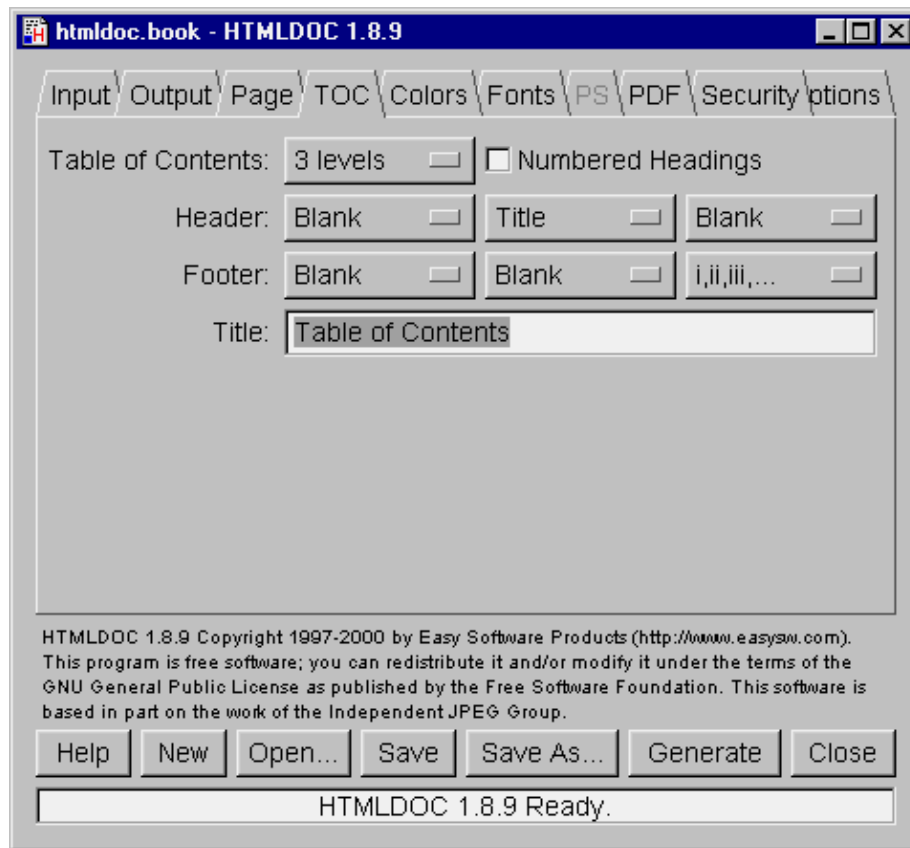 htmldoc.book - HTMLDOC 1.8.9
Input Output Page TOC Colors Fonts PS PDF Security ptions
Table of Contents: 3 levels Numbered Headings
Header: Blank Title Blank
Footer: Blank Blank i,ii,iii,...
Title: Table of Contents
HTMLDOC 1.8.9 Copyright 1997-2000 by Easy Software Products (http://www.easysw.com).
This program is free software; you can redistribute it and/or modify it under the terms of the
GNU General Public License as published by the Free Software Foundation. This software is
based in part on the work of the Independent JPEG Group.
Help New Open... Save Save As... Generate Close
HTMLDOC 1.8.9 Ready.